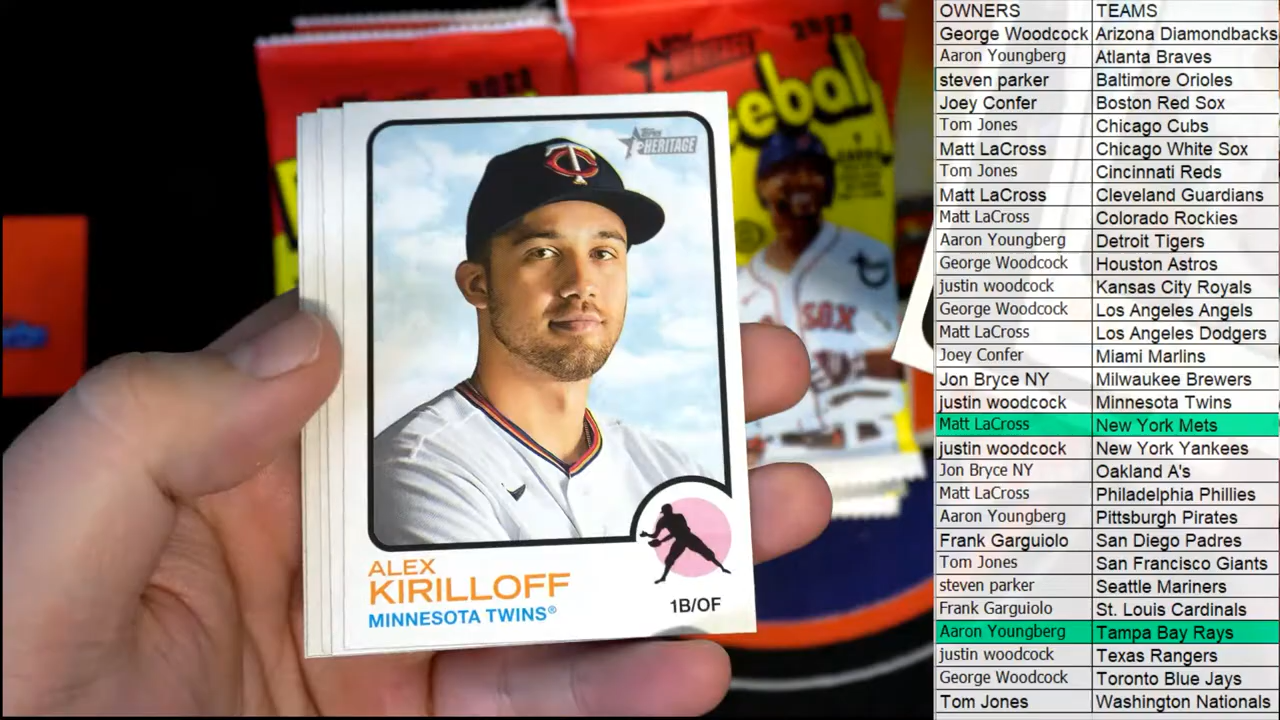 2023
2023
eball
SOX
TC
Topps
HERITAGE
ALEX
KIRILLOFF
MINNESOTA TWINS®
1B/OF
OWNERS TEAMS
George Woodcock Arizona Diamondbacks
Aaron Youngberg Atlanta Braves
steven parker Baltimore Orioles
Joey Confer Boston Red Sox
Tom Jones Chicago Cubs
Matt LaCross Chicago White Sox
Tom Jones Cincinnati Reds
Matt LaCross Cleveland Guardians
Matt LaCross Colorado Rockies
Aaron Youngberg Detroit Tigers
George Woodcock Houston Astros
justin woodcock Kansas City Royals
George Woodcock Los Angeles Angels
Matt LaCross Los Angeles Dodgers
Joey Confer Miami Marlins
Jon Bryce NY Milwaukee Brewers
justin woodcock Minnesota Twins
Matt LaCross New York Mets
justin woodcock New York Yankees
Jon Bryce NY Oakland A's
Matt LaCross Philadelphia Phillies
Aaron Youngberg Pittsburgh Pirates
Frank Garguiolo San Diego Padres
Tom Jones San Francisco Giants
steven parker Seattle Mariners
Frank Garguiolo St. Louis Cardinals
Aaron Youngberg Tampa Bay Rays
justin woodcock Texas Rangers
George Woodcock Toronto Blue Jays
Tom Jones Washington Nationals